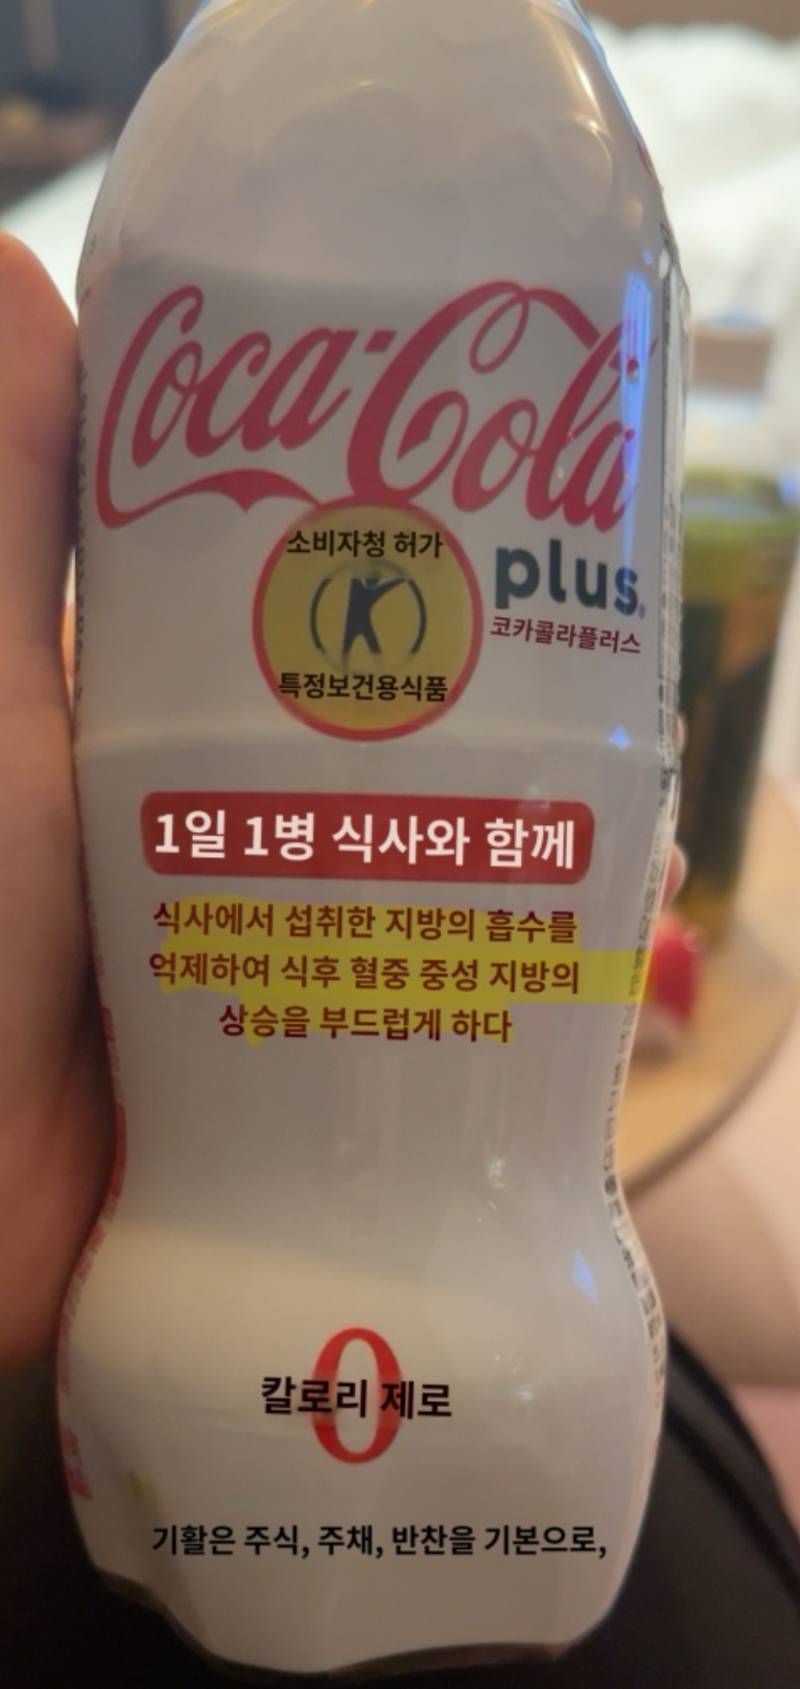 Coca-Cola
소비자청 허가
plus
코카콜라플러스
특정보건용식품
1일 1병 식사와 함께
식사에서 섭취한 지방의 흡수를
억제하여 식후 혈중 중성 지방의
상승을 부드럽게 하다
0
칼로리 제로
기활은 주식, 주채, 반찬을 기본으로,